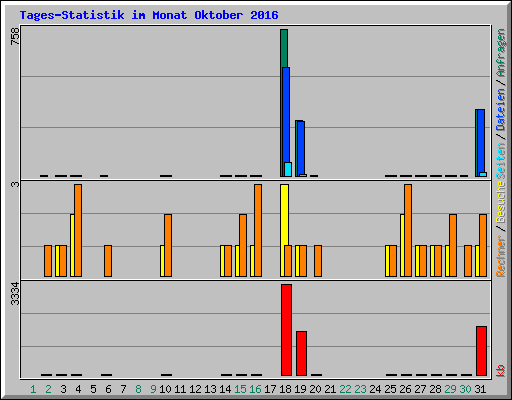 Tages-Statistik im Monat Oktober 2016
758
3
3334
Rechner / Besuche Seiten / Dateien / Anfragen
kb
1 2 3 4 5 6 7 8 9 10 11 12 13 14 15 16 17 18 19 20 21 22 23 24 25 26 27 28 29 30 31